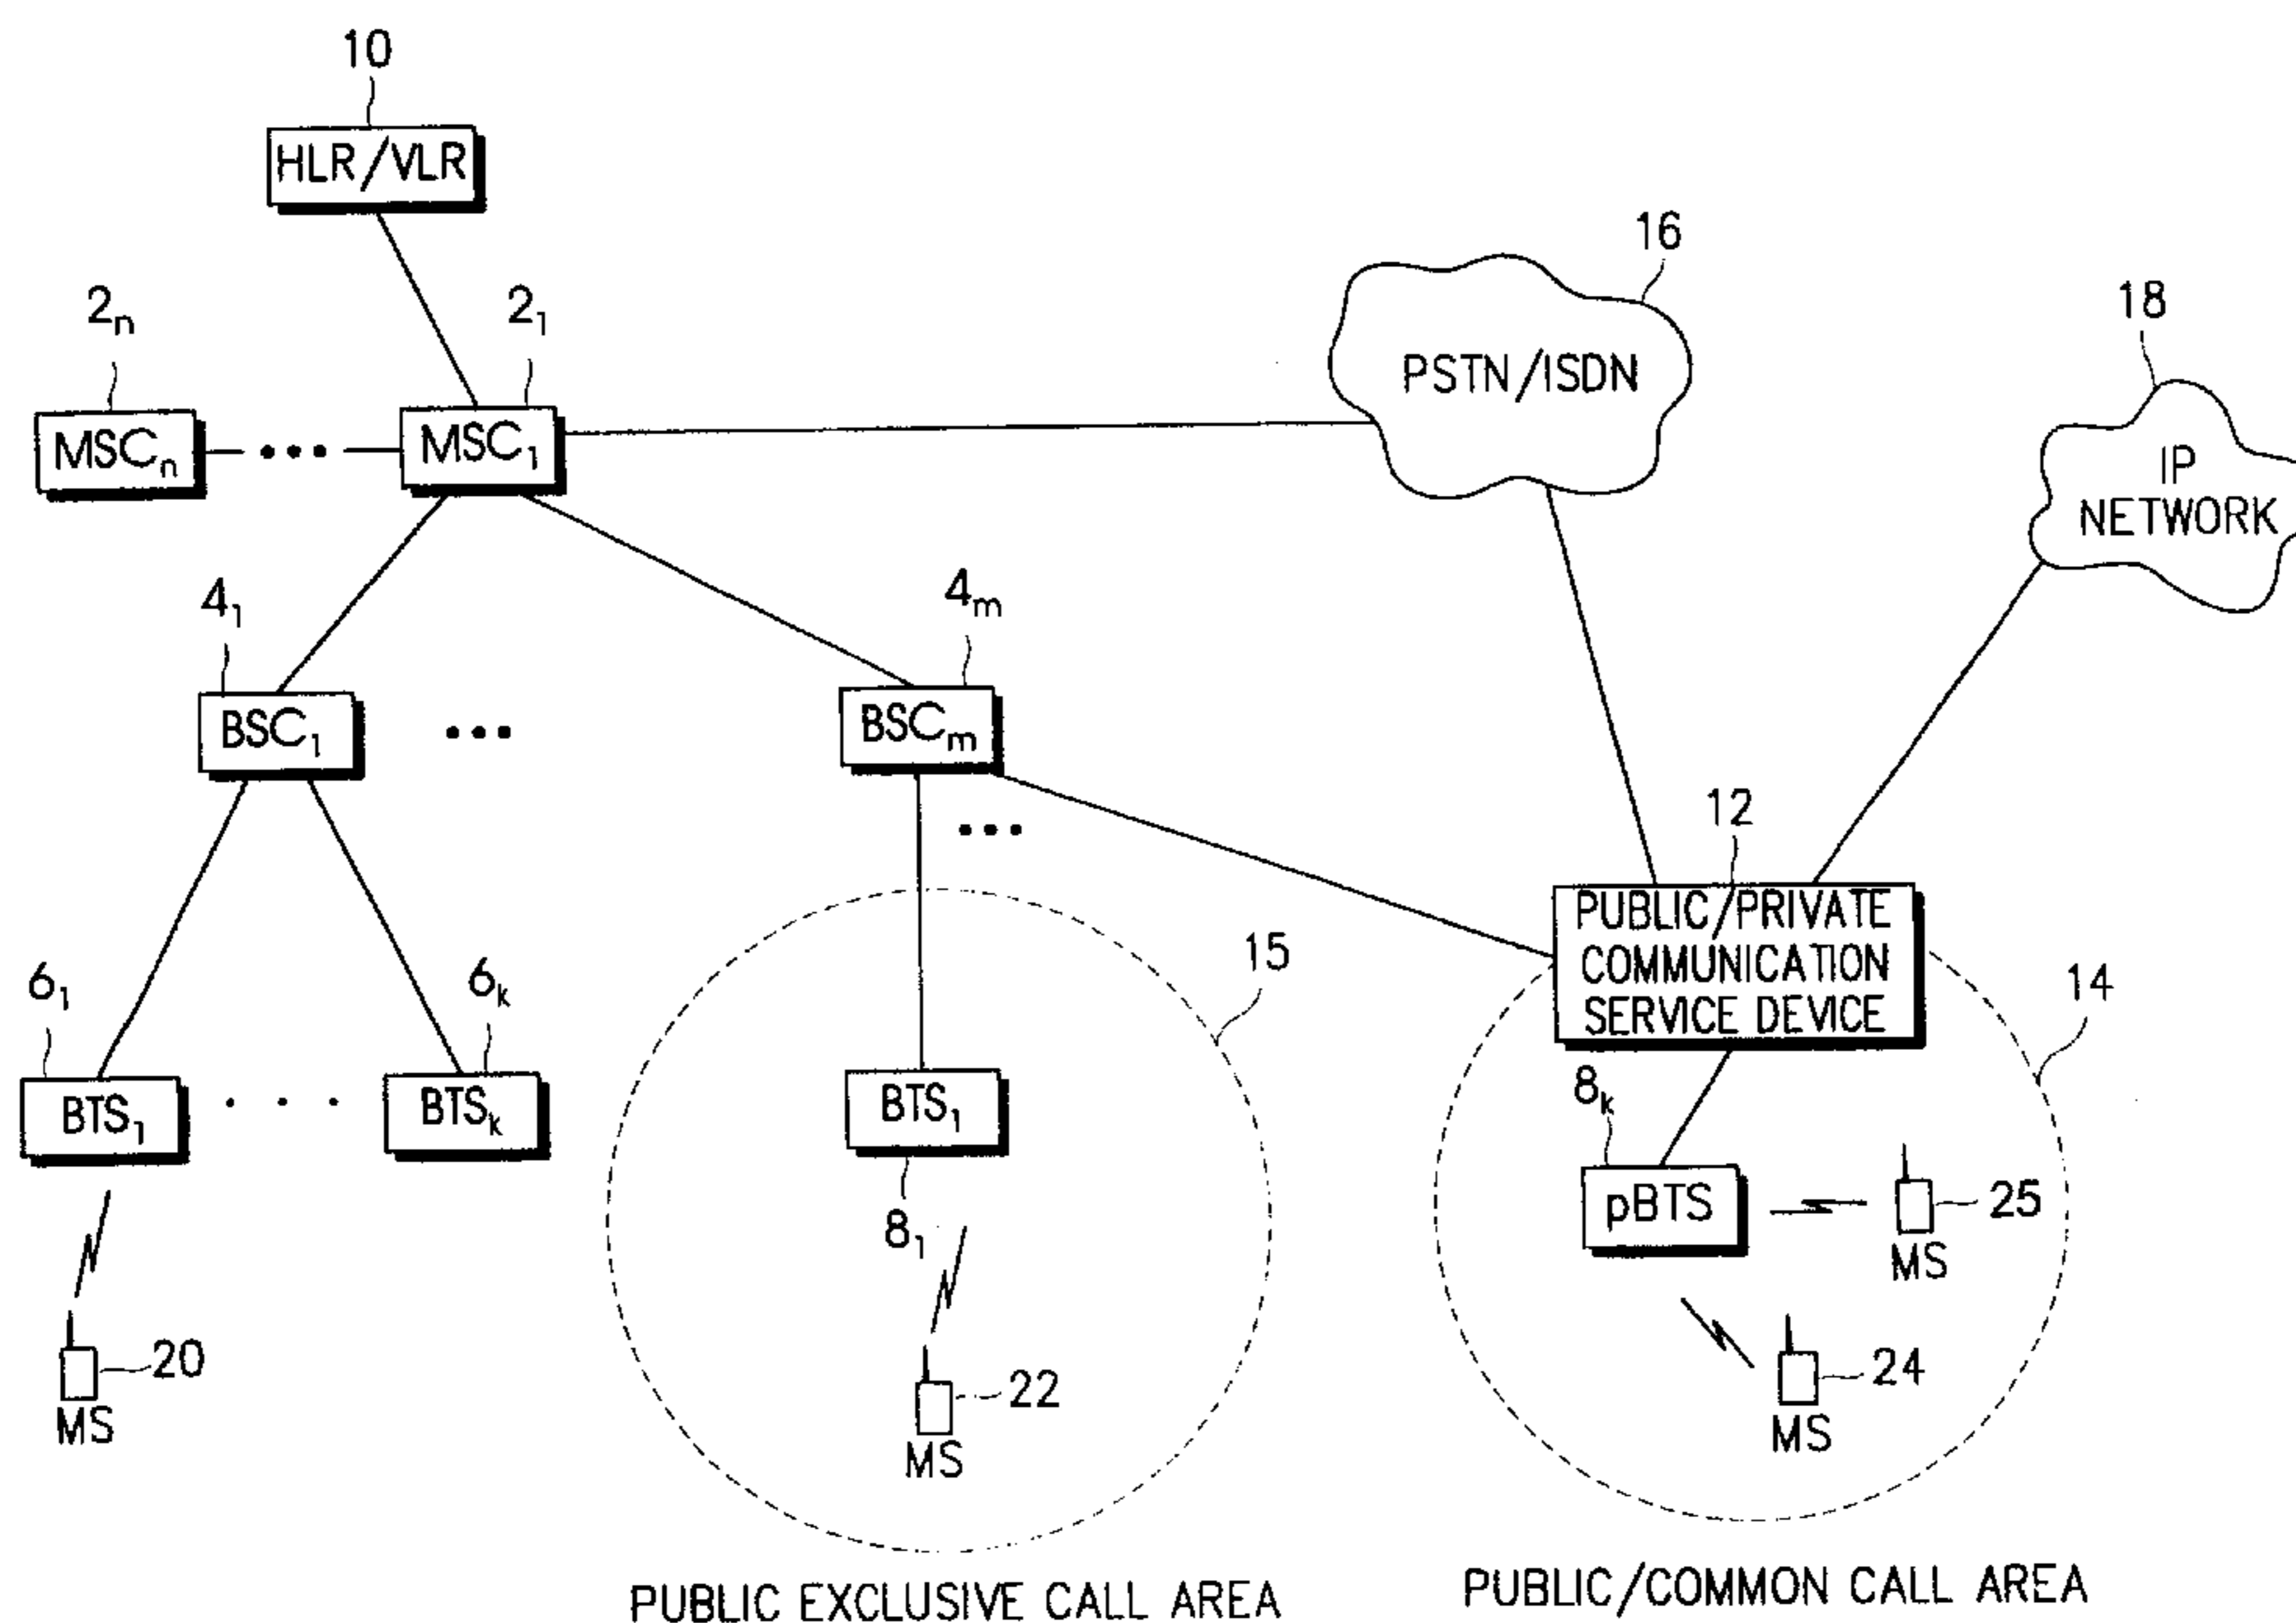 10
HLR/VLR
16
18
2n
21
PSTN/ISDN
MSCn
MSC1
IP
NETWORK
41
4m
BSC1
BSCm
12
PUBLIC/PRIVATE
COMMUNICATION
SERVICE DEVICE
15
14
61
6k
8k
BTS1
BTSk
BTS1
pBTS
25
MS
81
20
MS
22
MS
24
MS
PUBLIC EXCLUSIVE CALL AREA
PUBLIC/COMMON CALL AREA